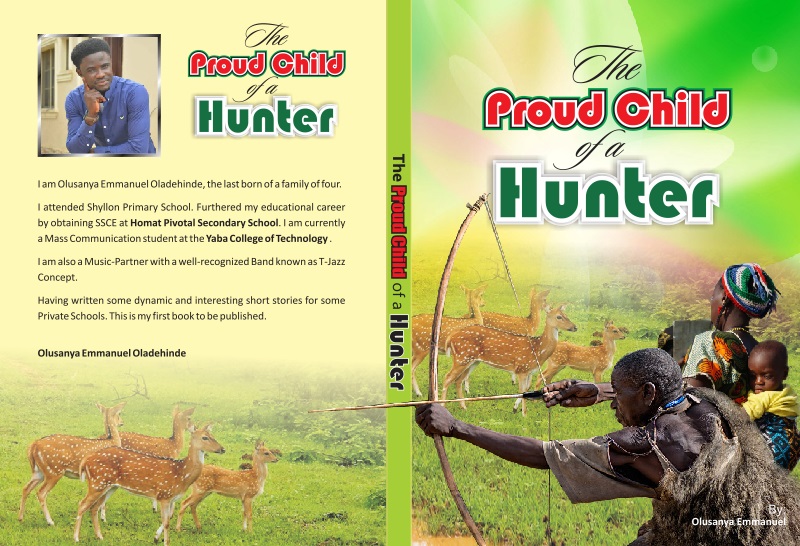 The
Proud Child
of a
Hunter
I am Olusanya Emmanuel Oladehinde, the last born of a family of four.
I attended Shyllon Primary School. Furthered my educational career
by obtaining SSCE at Homat Pivotal Secondary School. I am currently
a Mass Communication student at the Yaba College of Technology .
I am also a Music-Partner with a well-recognized Band known as T-Jazz
Concept.
Having written some dynamic and interesting short stories for some
Private Schools. This is my first book to be published.
Olusanya Emmanuel Oladehinde
The Proud Child of a Hunter
The
Proud Child
of a
Hunter
By
Olusanya Emmanuel